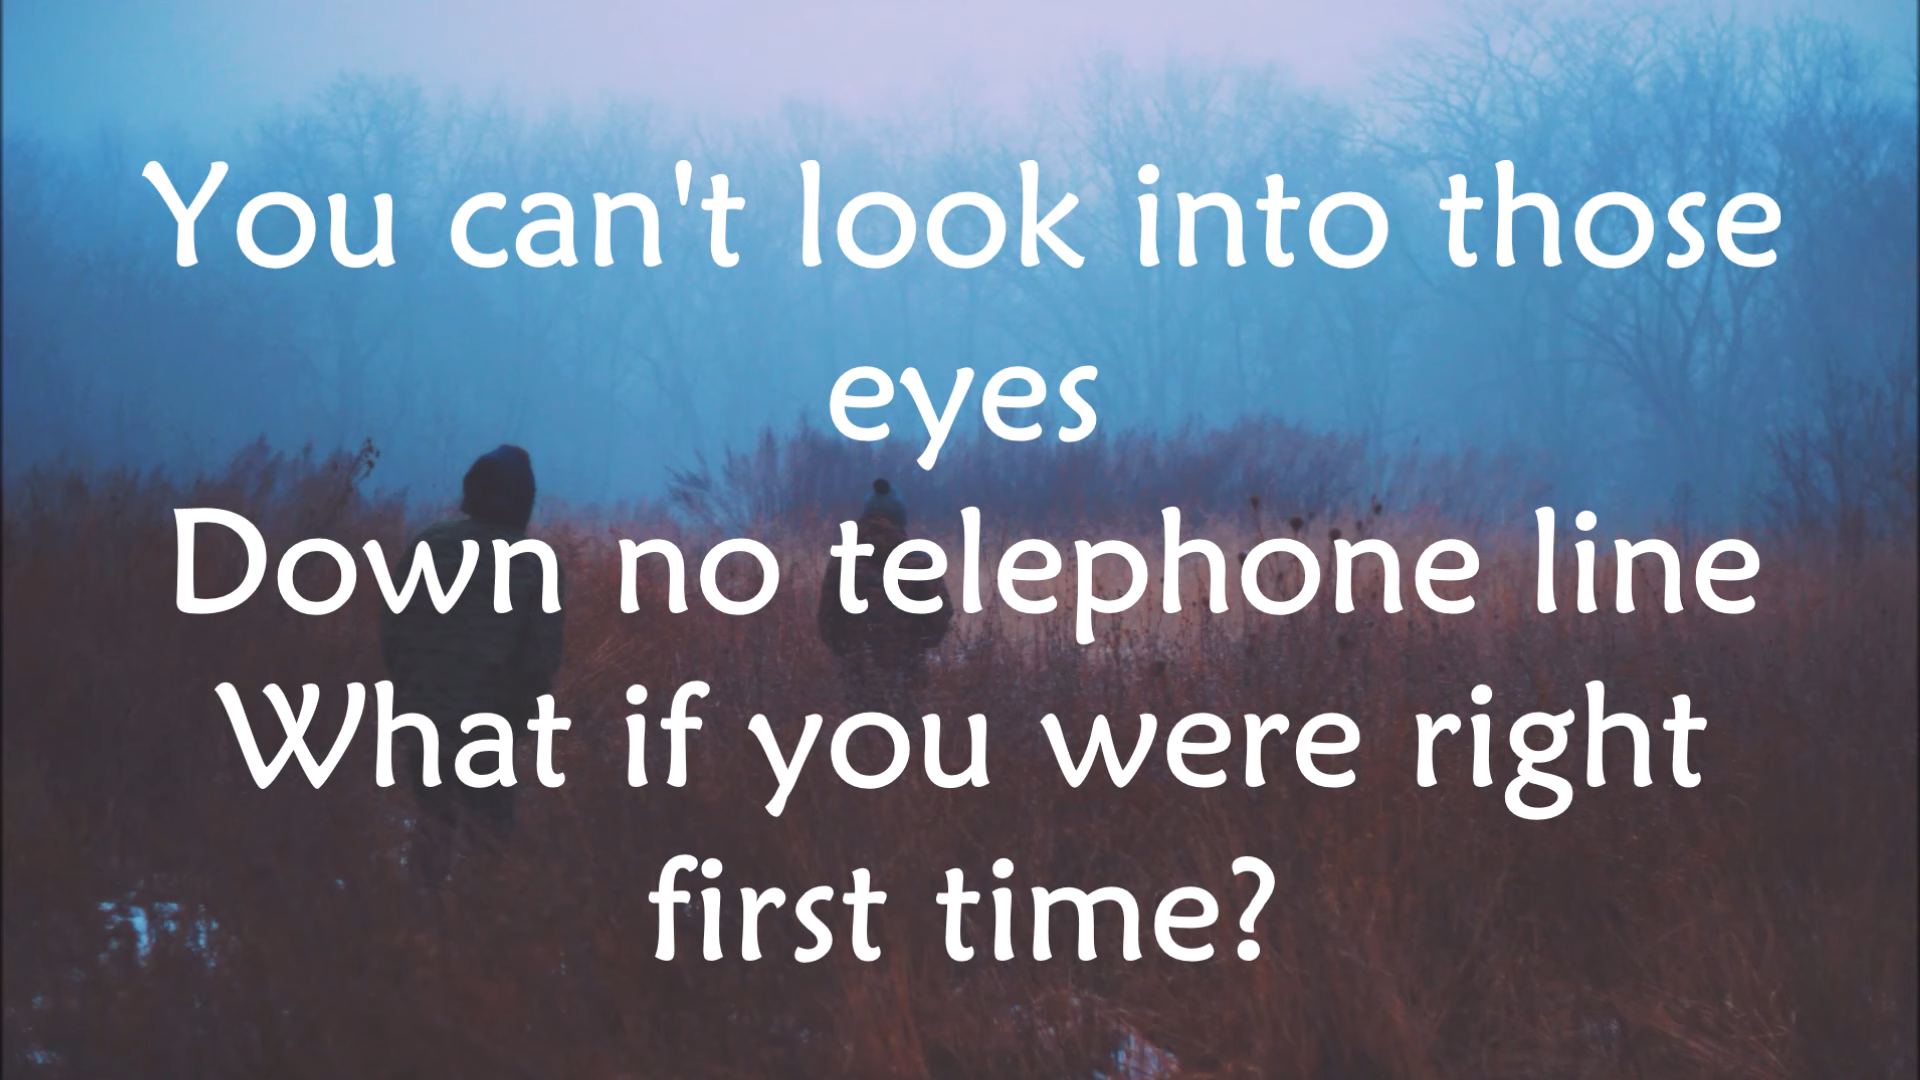 You can't look into those
eyes
Down no telephone line
What if you were right
first time?